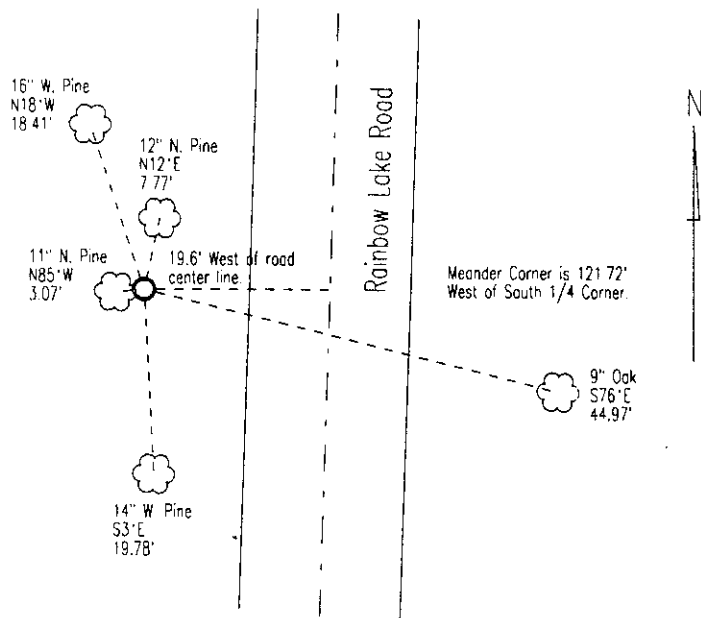 16" W. Pine
N18°W
18 41'
12" N. Pine
N12°E
7 77'
11" N. Pine
N85°W
3.07'
19.6' West of road
center line.
Rainbow Lake Road
N
Meander Corner is 121 72'
West of South 1/4 Corner.
9" Oak
S76°E
44.97'
14" W Pine
S3°E
19.78'